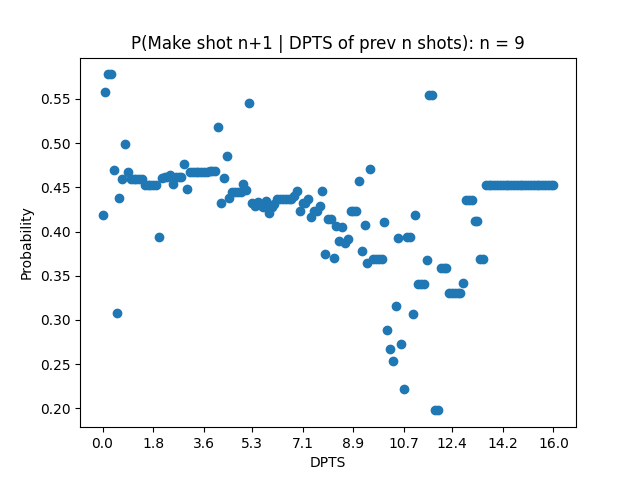 P(Make shot n+1 | DPTS of prev n shots): n = 9
Probability
0.55
0.50
0.45
0.40
0.35
0.30
0.25
0.20
0.0 1.8 3.6 5.3 7.1 8.9 10.7 12.4 14.2 16.0
DPTS